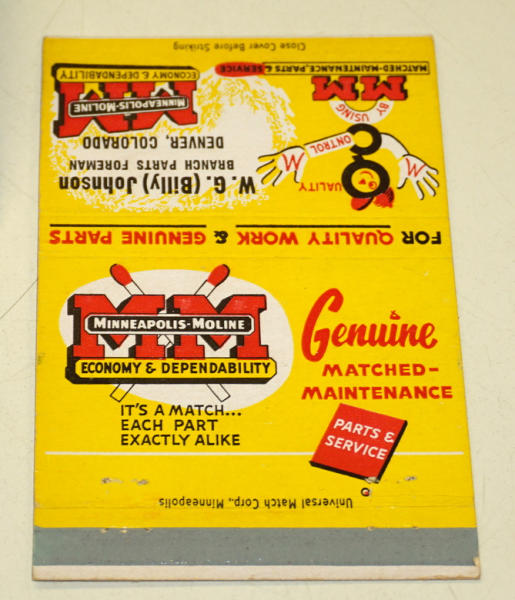 Close Cover Before Striking
MATCHED-MAINTENANCE, PARTS & SERVICE
MM
BY USING
QUALITY CONTROL
M
M
MM
MINNEAPOLIS-MOLINE
ECONOMY & DEPENDABILITY
W. G. (Billy) Johnson
BRANCH PARTS FOREMAN
DENVER, COLORADO
FOR QUALITY WORK & GENUINE PARTS
MM
MINNEAPOLIS-MOLINE
ECONOMY & DEPENDABILITY
IT'S A MATCH...
EACH PART
EXACTLY ALIKE
Genuine
MATCHED-
MAINTENANCE
PARTS &
SERVICE
Universal Match Corp., Minneapolis